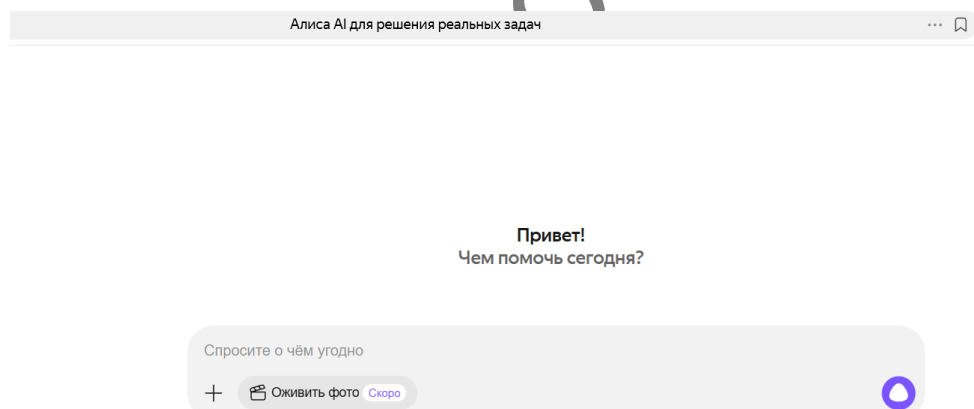 Алиса AI для решения реальных задач
Привет!
Чем помочь сегодня?
Спросите о чём угодно
Оживить фото Скоро